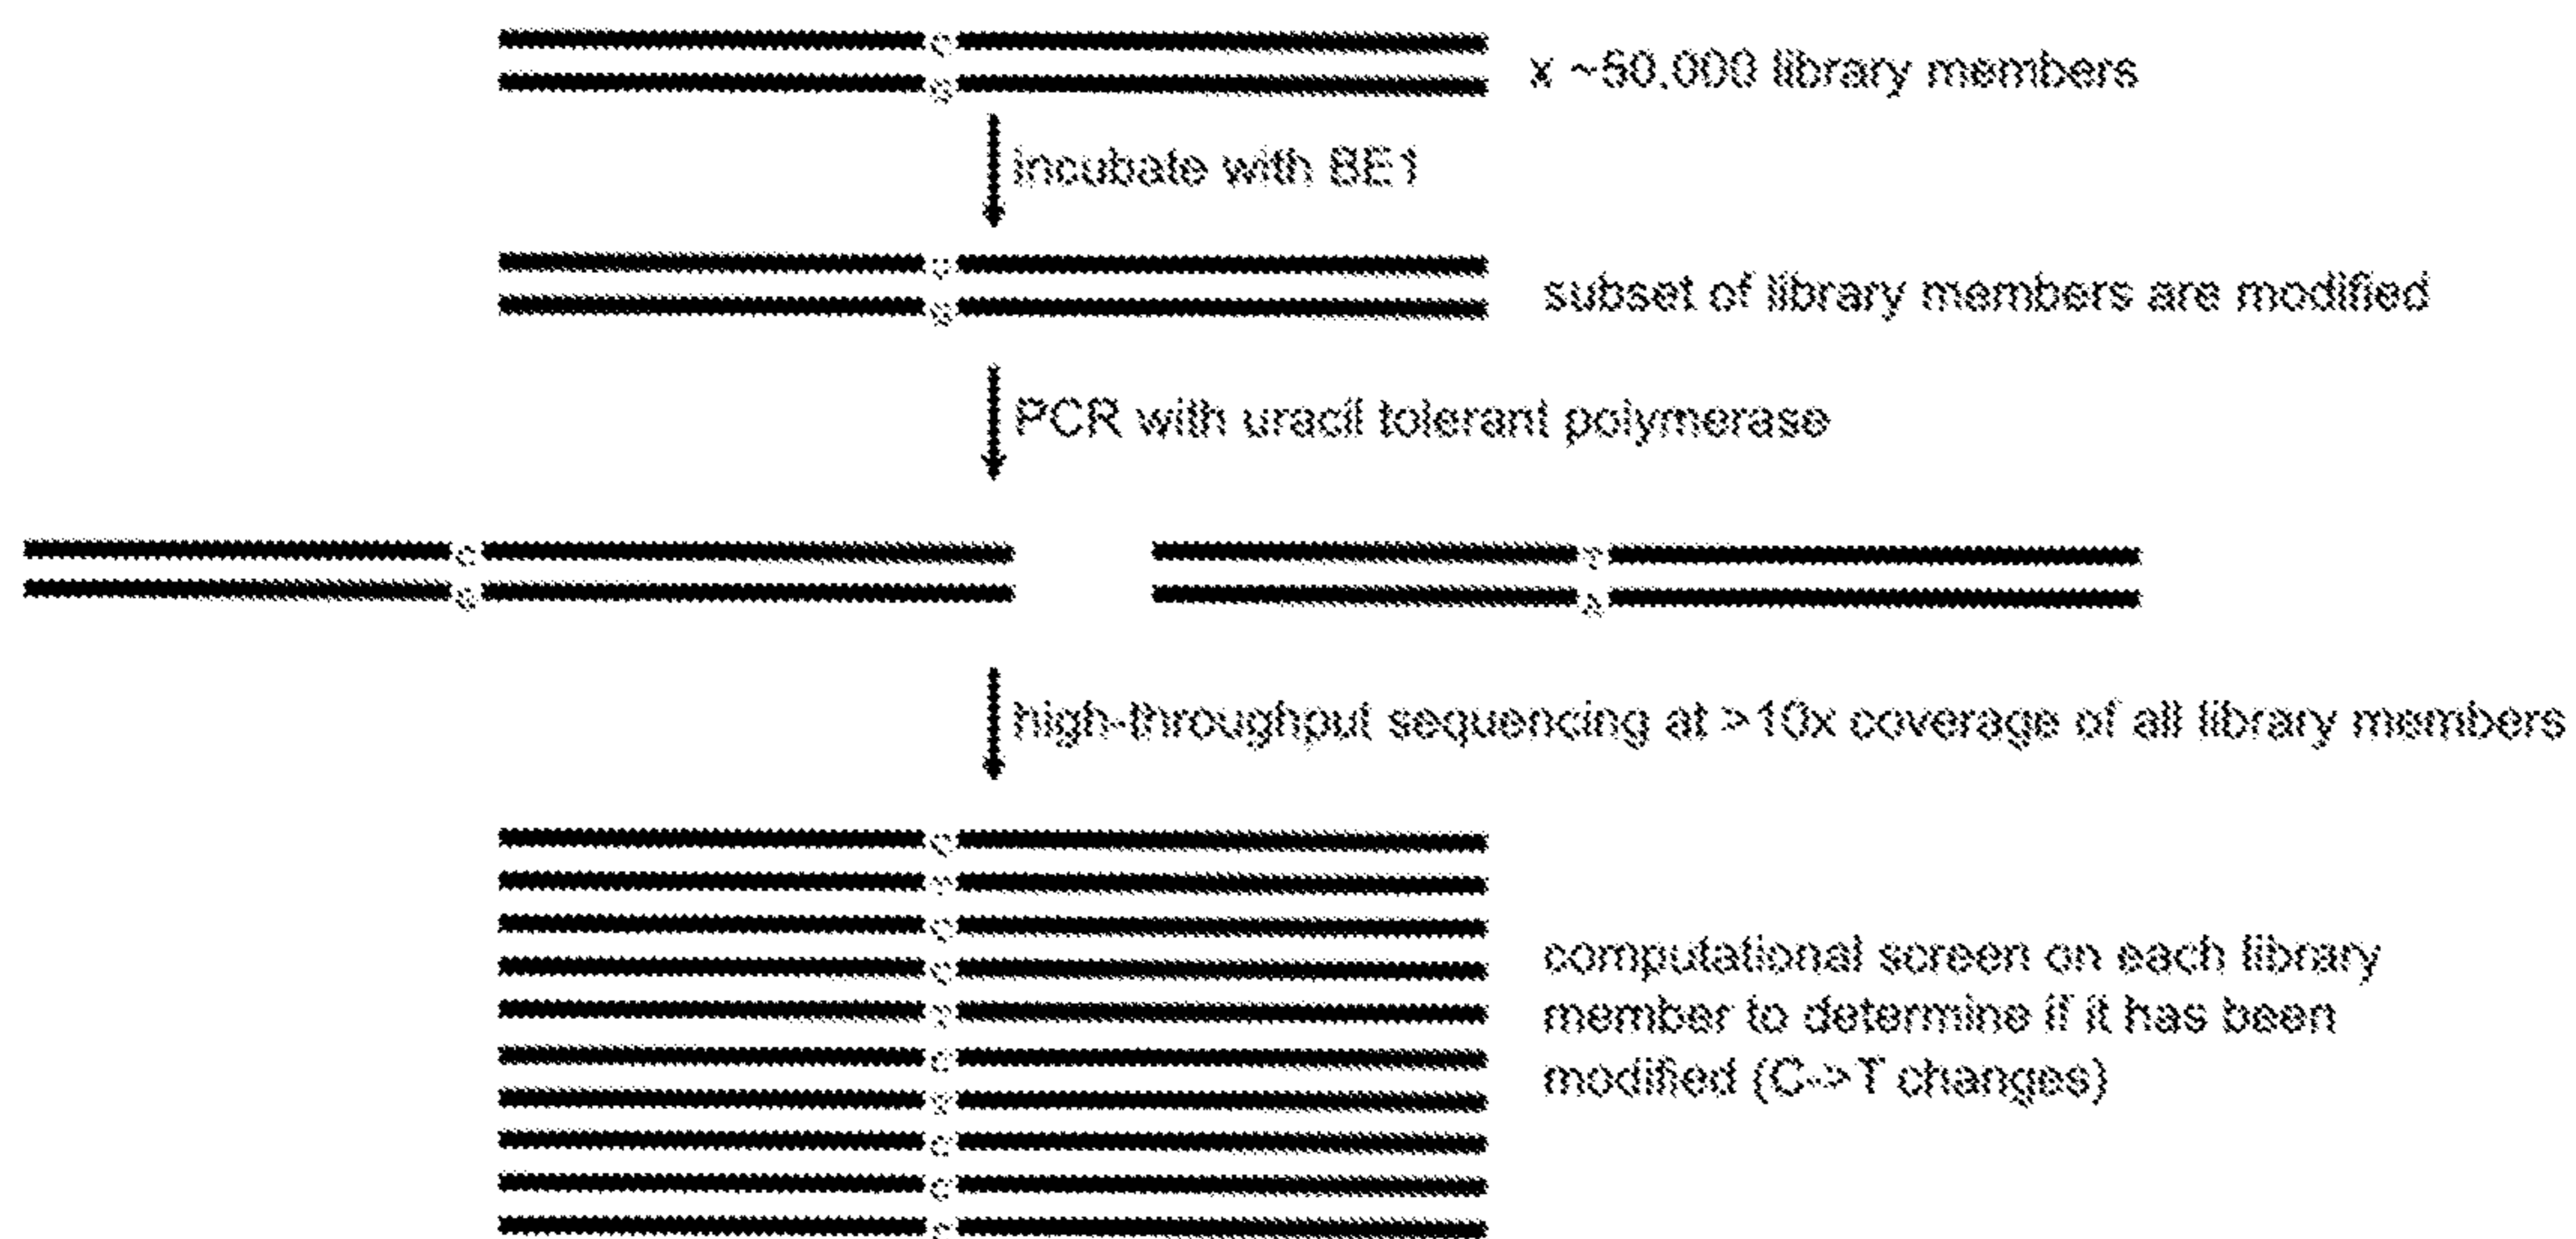 x ~50,000 library members
incubate with BE1
subset of library members are modified
PCR with uracil tolerant polymerase
high-throughput sequencing at >10x coverage of all library members
computational screen on each library
member to determine if it has been
modified (C->T changes)